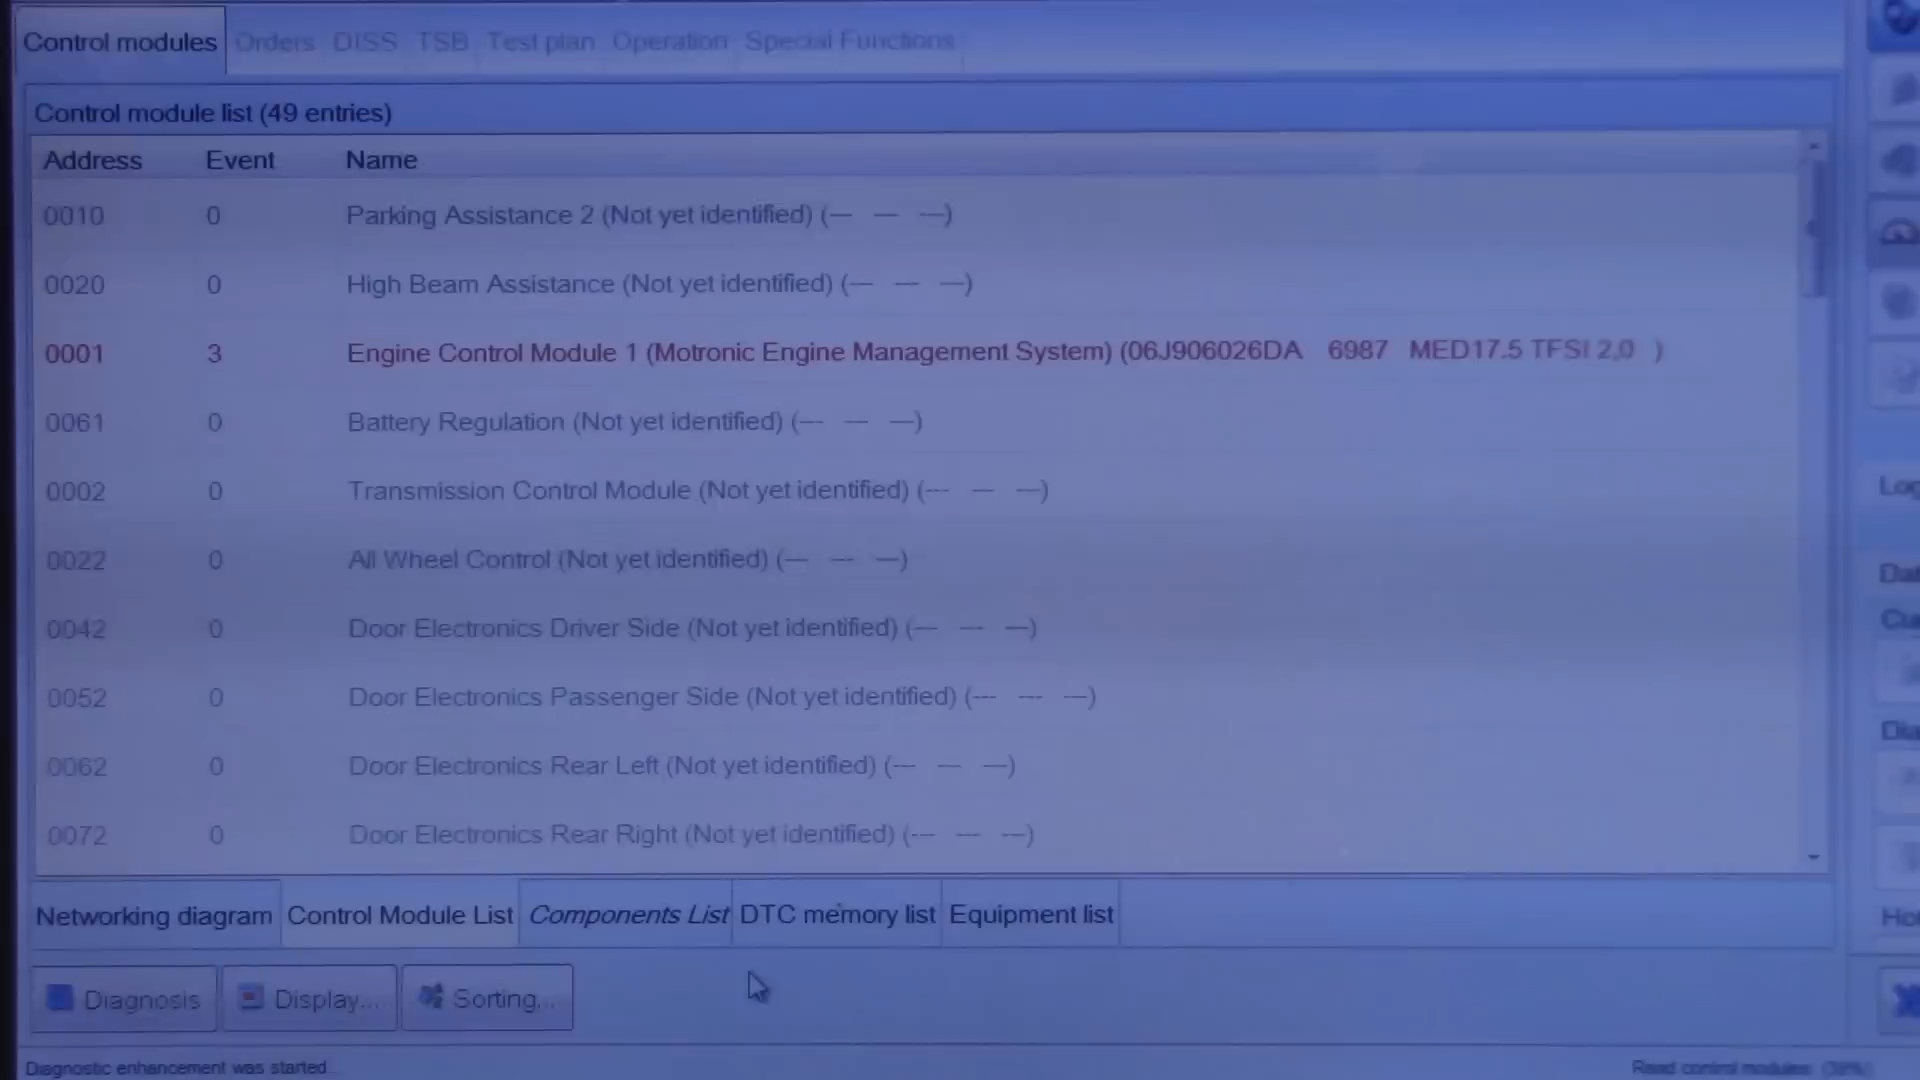 Control modules Orders DISS TSB Test plan Operation Special Functions
Control module list (49 entries)
Address Event Name
0010 0 Parking Assistance 2 (Not yet identified) (--- --- ---)
0020 0 High Beam Assistance (Not yet identified) (--- --- ---)
0001 3 Engine Control Module 1 (Motronic Engine Management System) (06J906026DA 6987 MED17.5 TFSI 2,0 )
0061 0 Battery Regulation (Not yet identified) (--- --- ---)
0002 0 Transmission Control Module (Not yet identified) (--- --- ---)
0022 0 All Wheel Control (Not yet identified) (--- --- ---)
0042 0 Door Electronics Driver Side (Not yet identified) (--- --- ---)
0052 0 Door Electronics Passenger Side (Not yet identified) (--- --- ---)
0062 0 Door Electronics Rear Left (Not yet identified) (--- --- ---)
0072 0 Door Electronics Rear Right (Not yet identified) (--- --- ---)
Networking diagram Control Module List Components List DTC memory list Equipment list
Diagnosis Display... Sorting...
Diagnostic enhancement was started.
Read control modules: